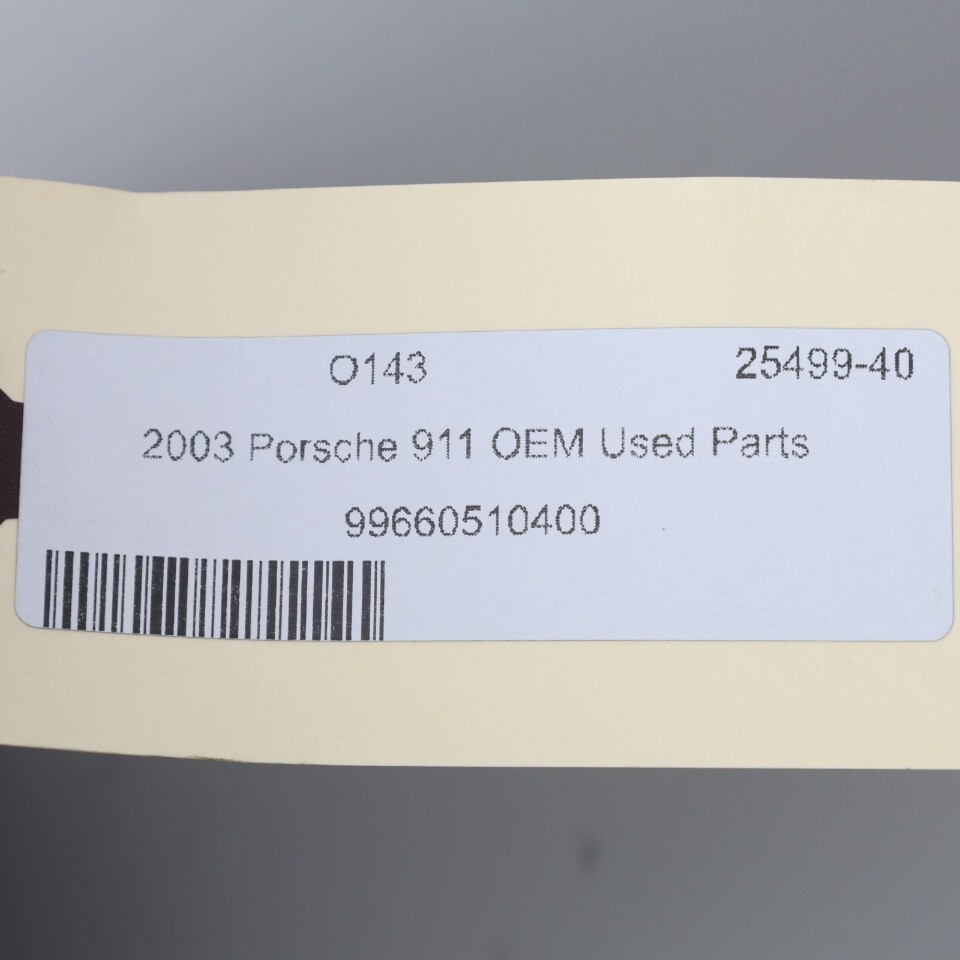 O143 25499-40
2003 Porsche 911 OEM Used Parts
99660510400